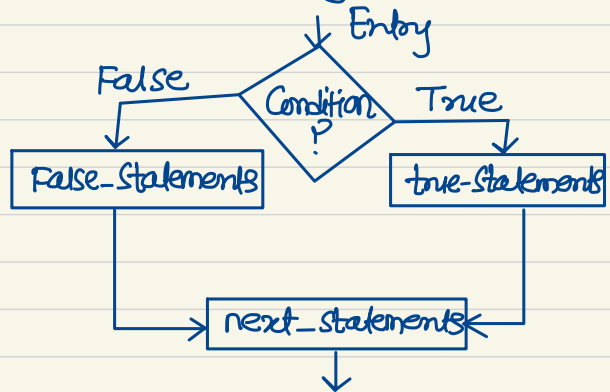 Entry
False
Condition
?
True
False_Statements
true-statements
next_statements